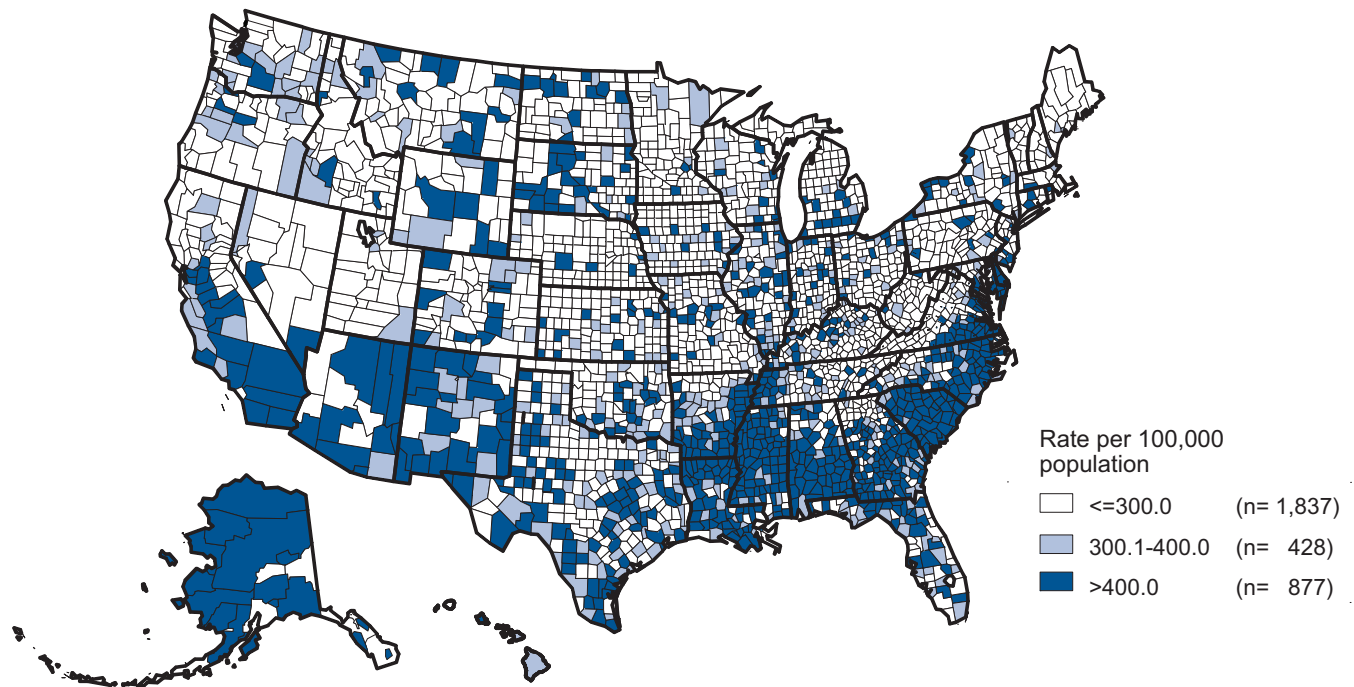 Rate per 100,000
population
<=300.0 (n= 1,837)
300.1-400.0 (n= 428)
>400.0 (n= 877)